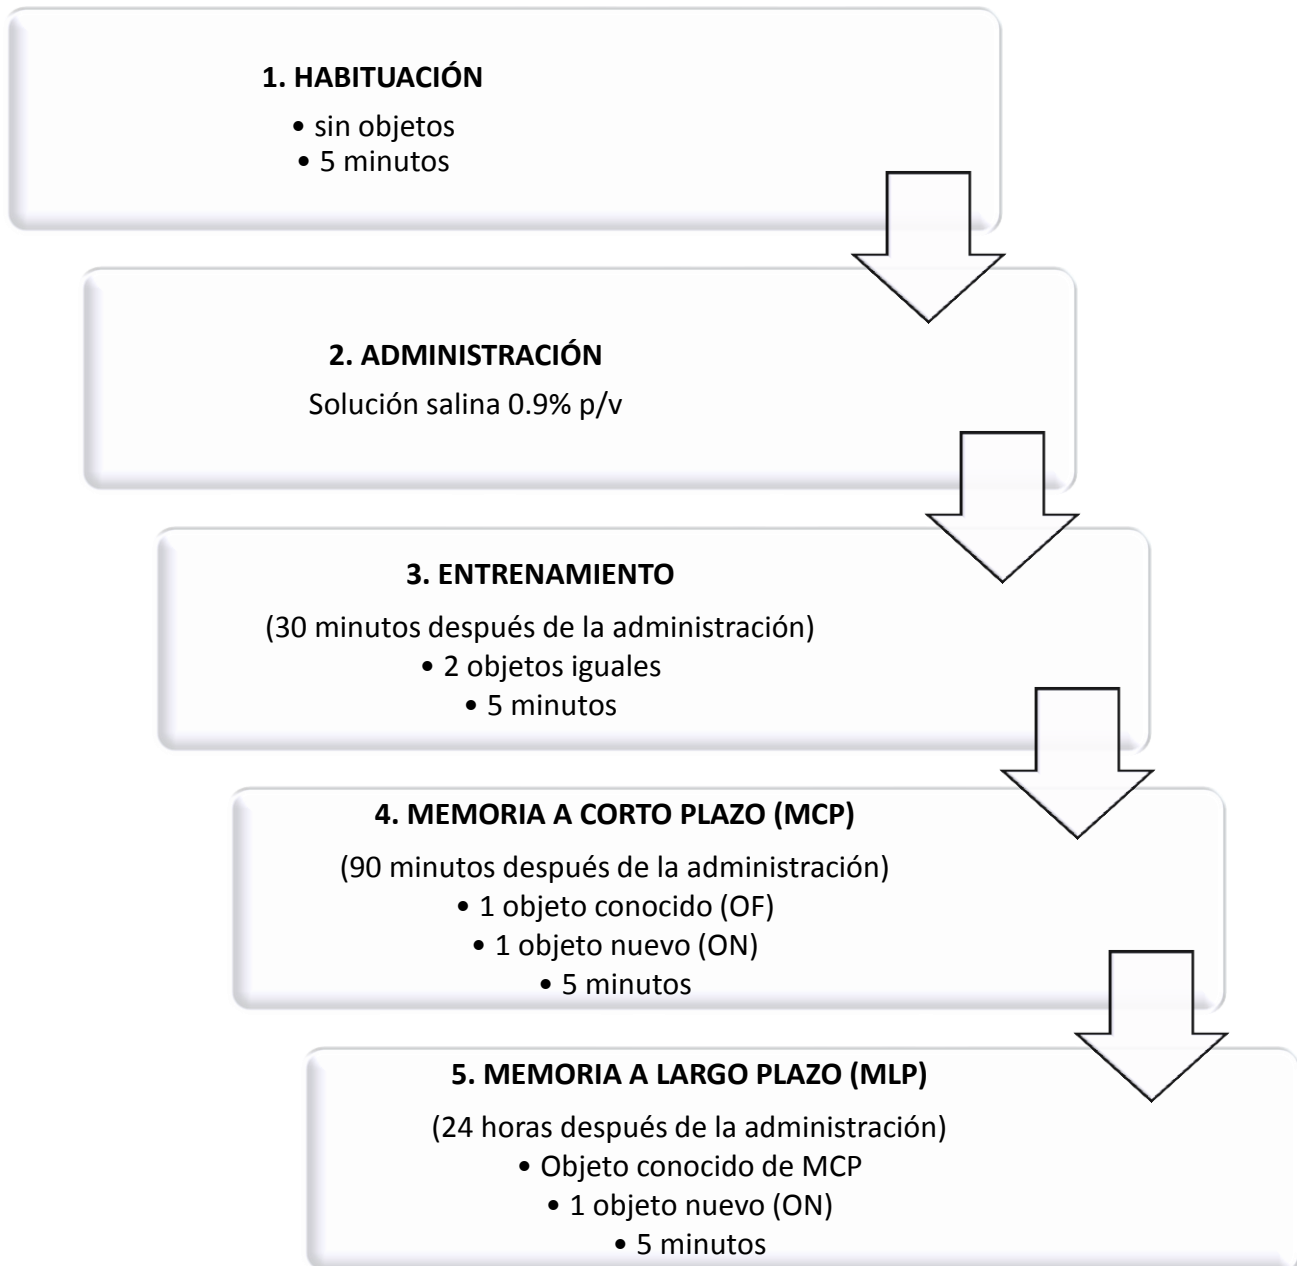 1. HABITUACIÓN
• sin objetos
• 5 minutos
2. ADMINISTRACIÓN
Solución salina 0.9% p/v
3. ENTRENAMIENTO
(30 minutos después de la administración)
• 2 objetos iguales
• 5 minutos
4. MEMORIA A CORTO PLAZO (MCP)
(90 minutos después de la administración)
• 1 objeto conocido (OF)
• 1 objeto nuevo (ON)
• 5 minutos
5. MEMORIA A LARGO PLAZO (MLP)
(24 horas después de la administración)
• Objeto conocido de MCP
• 1 objeto nuevo (ON)
• 5 minutos